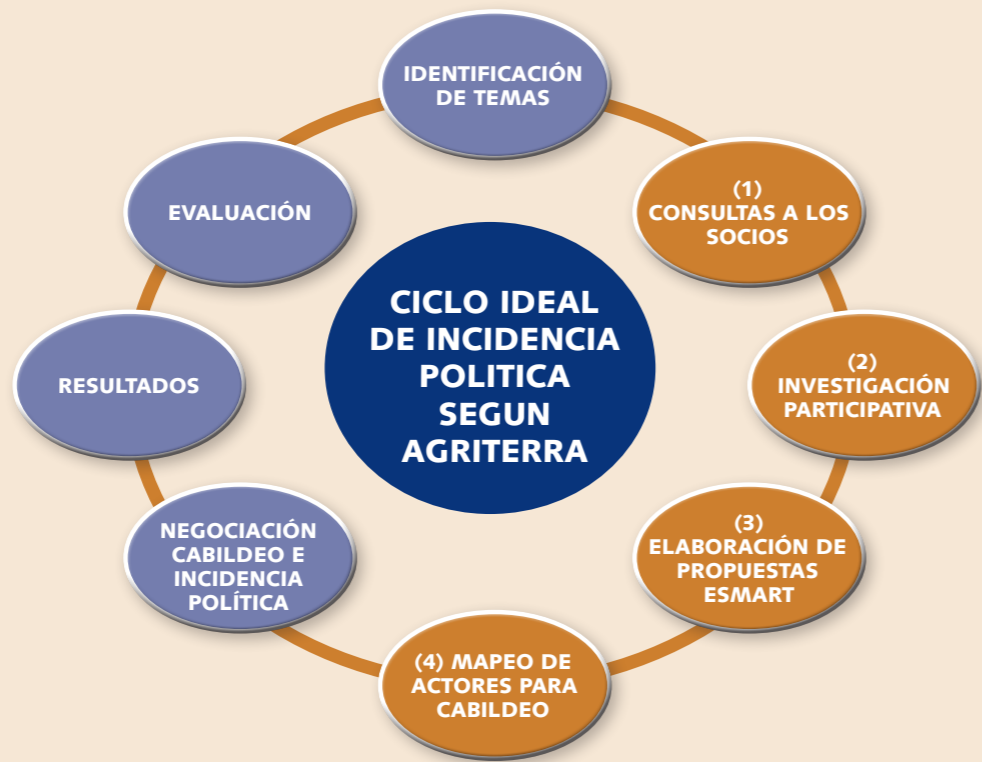 IDENTIFICACIÓN
DE TEMAS
(1)
CONSULTAS A LOS
SOCIOS
(2)
INVESTIGACIÓN
PARTICIPATIVA
(3)
ELABORACIÓN DE
PROPUESTAS
ESMART
(4) MAPEO DE
ACTORES PARA
CABILDEO
NEGOCIACIÓN
CABILDEO E
INCIDENCIA
POLÍTICA
RESULTADOS
EVALUACIÓN
CICLO IDEAL
DE INCIDENCIA
POLITICA
SEGUN
AGRITERRA